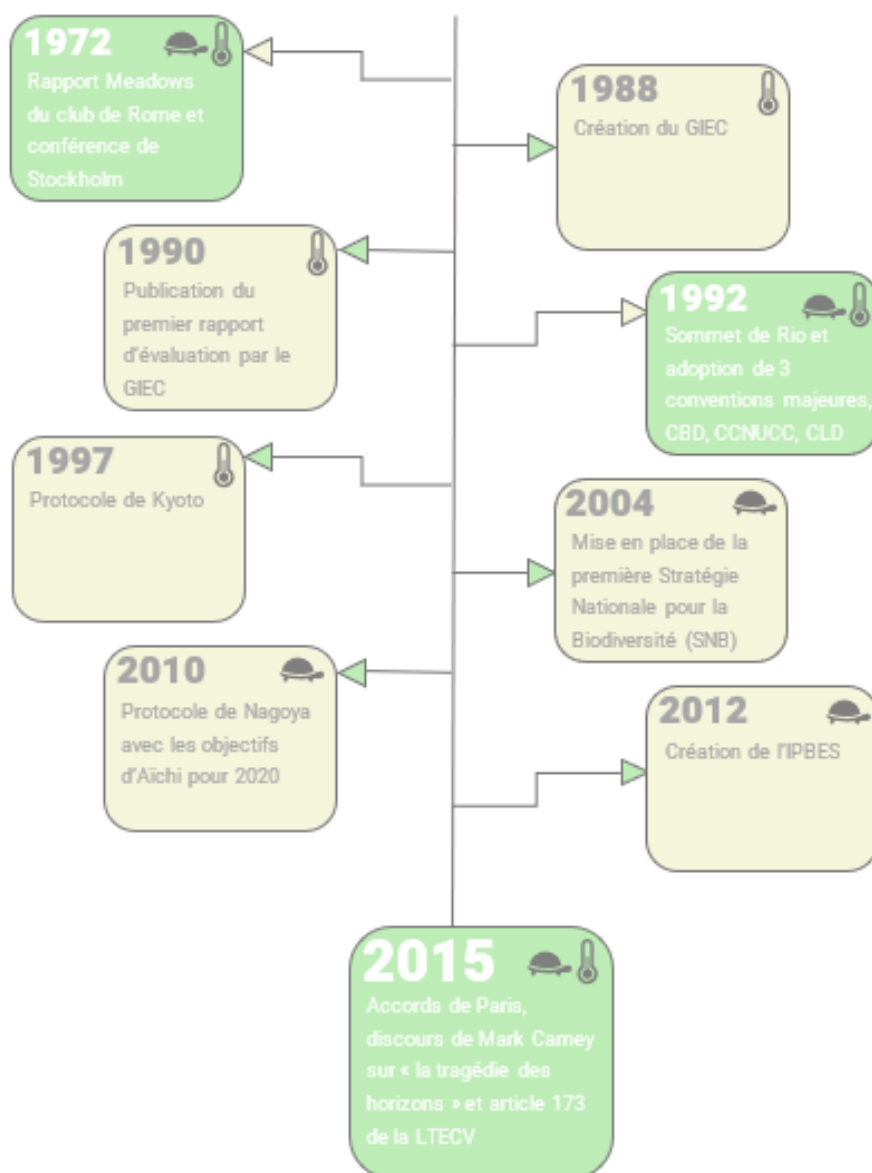 1972
Rapport Meadows
du club de Rome et
conférence de
Stockholm
1988
Création du GIEC
1990
Publication du
premier rapport
d'évaluation par le
GIEC
1992
Sommet de Rio et
adoption de 3
conventions majeures,
CBD, CCNUCC, CLD
1997
Protocole de Kyoto
2004
Mise en place de la
première Stratégie
Nationale pour la
Biodiversité (SNB)
2010
Protocole de Nagoya
avec les objectifs
d'Aïchi pour 2020
2012
Création de l'IPBES
2015
Accords de Paris,
discours de Mark Carney
sur « la tragédie des
horizons » et article 173
de la LTECV